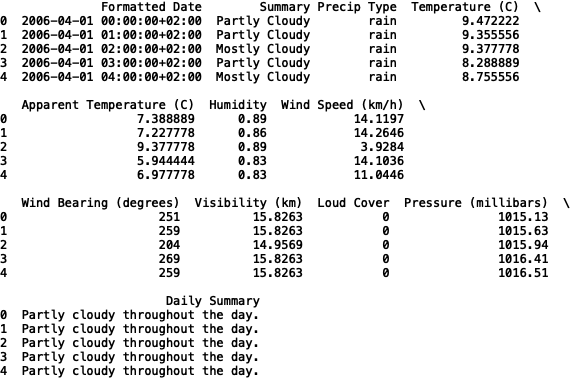 Formatted Date Summary Precip Type Temperature (C) \
0 2006-04-01 00:00:00+02:00 Partly Cloudy rain 9.472222
1 2006-04-01 01:00:00+02:00 Partly Cloudy rain 9.355556
2 2006-04-01 02:00:00+02:00 Mostly Cloudy rain 9.377778
3 2006-04-01 03:00:00+02:00 Partly Cloudy rain 8.288889
4 2006-04-01 04:00:00+02:00 Mostly Cloudy rain 8.755556
Apparent Temperature (C) Humidity Wind Speed (km/h) \
0 7.388889 0.89 14.1197
1 7.227778 0.86 14.2646
2 9.377778 0.89 3.9284
3 5.944444 0.83 14.1036
4 6.977778 0.83 11.0446
Wind Bearing (degrees) Visibility (km) Loud Cover Pressure (millibars) \
0 251 15.8263 0 1015.13
1 259 15.8263 0 1015.63
2 204 14.9569 0 1015.94
3 269 15.8263 0 1016.41
4 259 15.8263 0 1016.51
Daily Summary
0 Partly cloudy throughout the day.
1 Partly cloudy throughout the day.
2 Partly cloudy throughout the day.
3 Partly cloudy throughout the day.
4 Partly cloudy throughout the day.